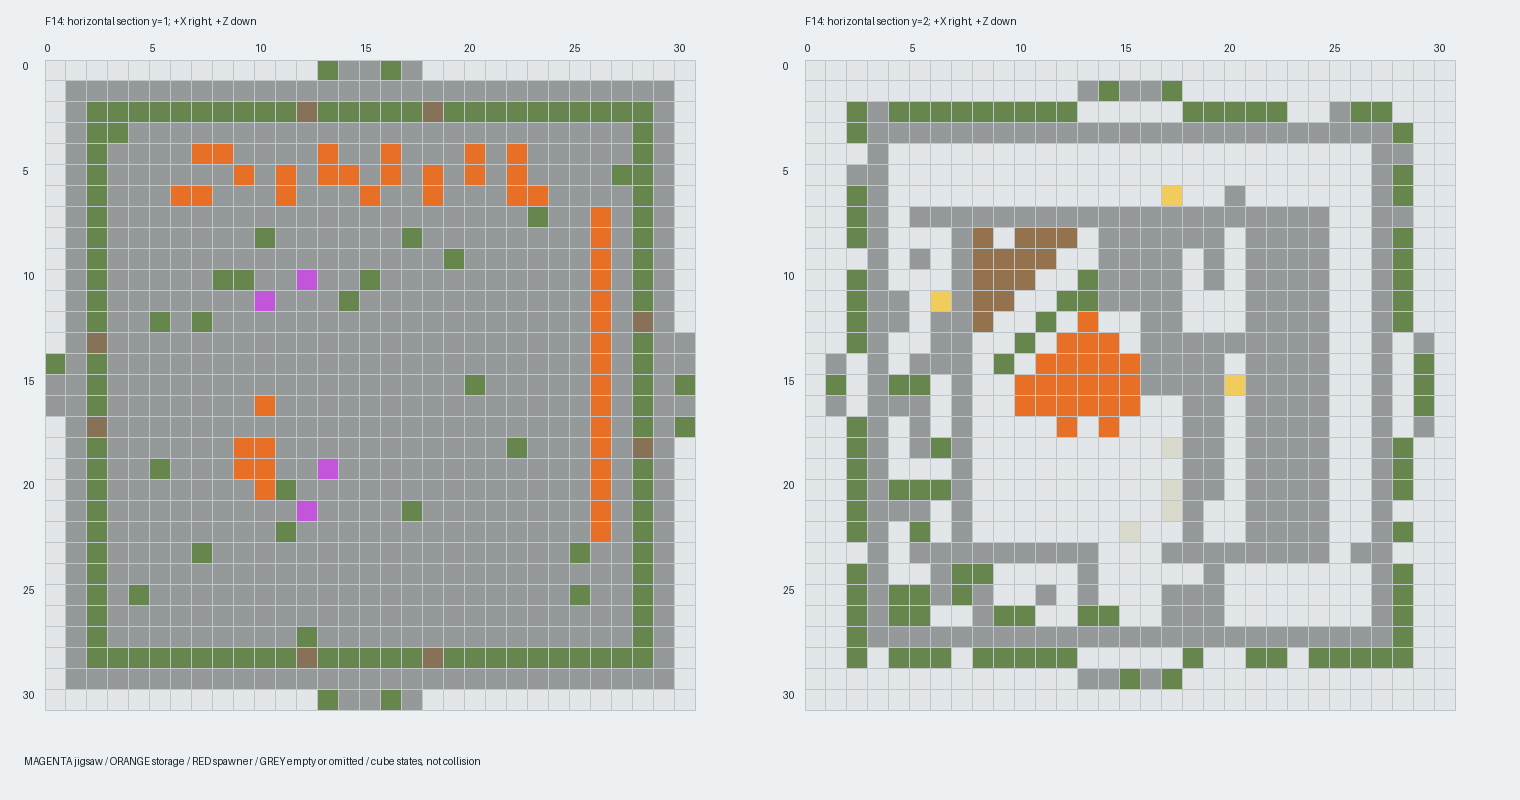 F14: horizontal section y=1; +X right, +Z down
F14: horizontal section y=2; +X right, +Z down
0 5 10 15 20 25 30
0 5 10 15 20 25 30
0
5
10
15
20
25
30
0
5
10
15
20
25
30
MAGENTA jigsaw / ORANGE storage / RED spawner / GREY empty or omitted / cube states, not collision